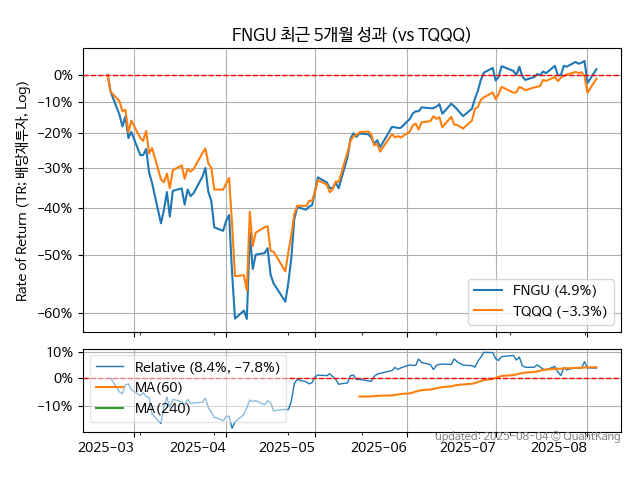 FNGU 최근 5개월 성과 (vs TQQQ)
Rate of Return (TR; 배당재투자, Log)
0%
−10%
−20%
−30%
−40%
−50%
−60%
FNGU (4.9%)
TQQQ (−3.3%)
10%
0%
−10%
Relative (8.4%, −7.8%)
MA(60)
MA(240)
2025-03
2025-04
2025-05
2025-06
2025-07
2025-08
updated: 2025-08-04 © QuantKang